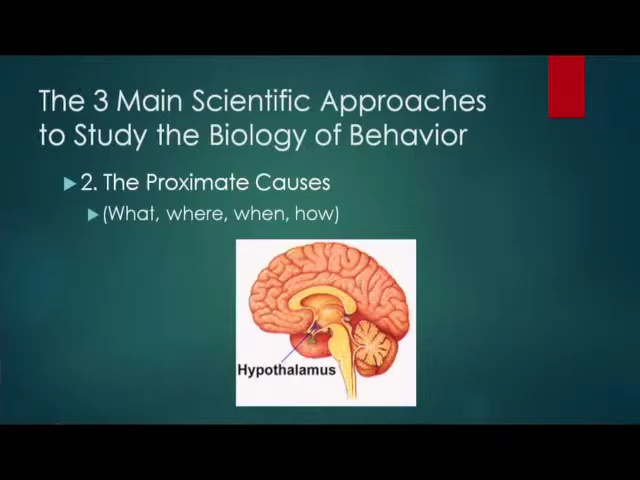 The 3 Main Scientific Approaches
to Study the Biology of Behavior
2. The Proximate Causes
(What, where, when, how)
Hypothalamus